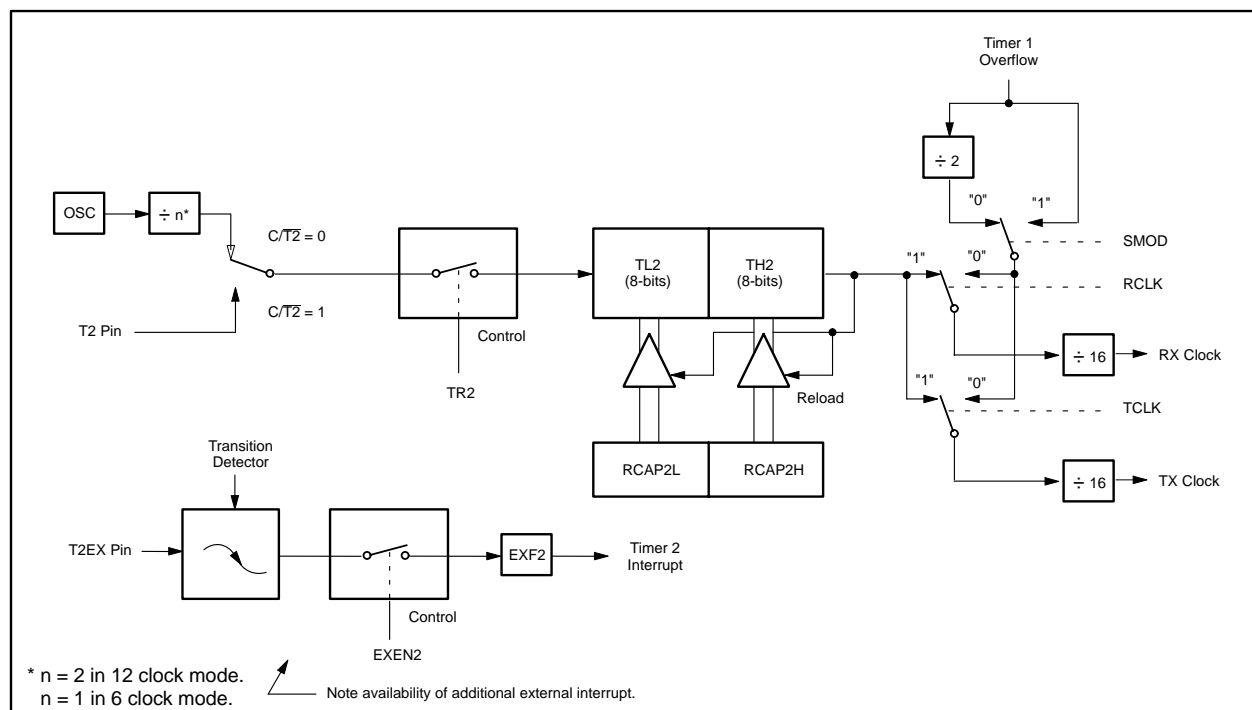 Timer 1
Overflow
÷ 2
"0"
"1"
OSC
÷ n*
C/T2 = 0
TL2
(8-bits)
TH2
(8-bits)
SMOD
"1"
"0"
RCLK
C/T2 = 1
T2 Pin
Control
÷ 16
RX Clock
TR2
Reload
"1"
"0"
TCLK
Transition
Detector
RCAP2L
RCAP2H
÷ 16
TX Clock
T2EX Pin
EXF2
Timer 2
Interrupt
Control
EXEN2
* n = 2 in 12 clock mode.
n = 1 in 6 clock mode.
Note availability of additional external interrupt.